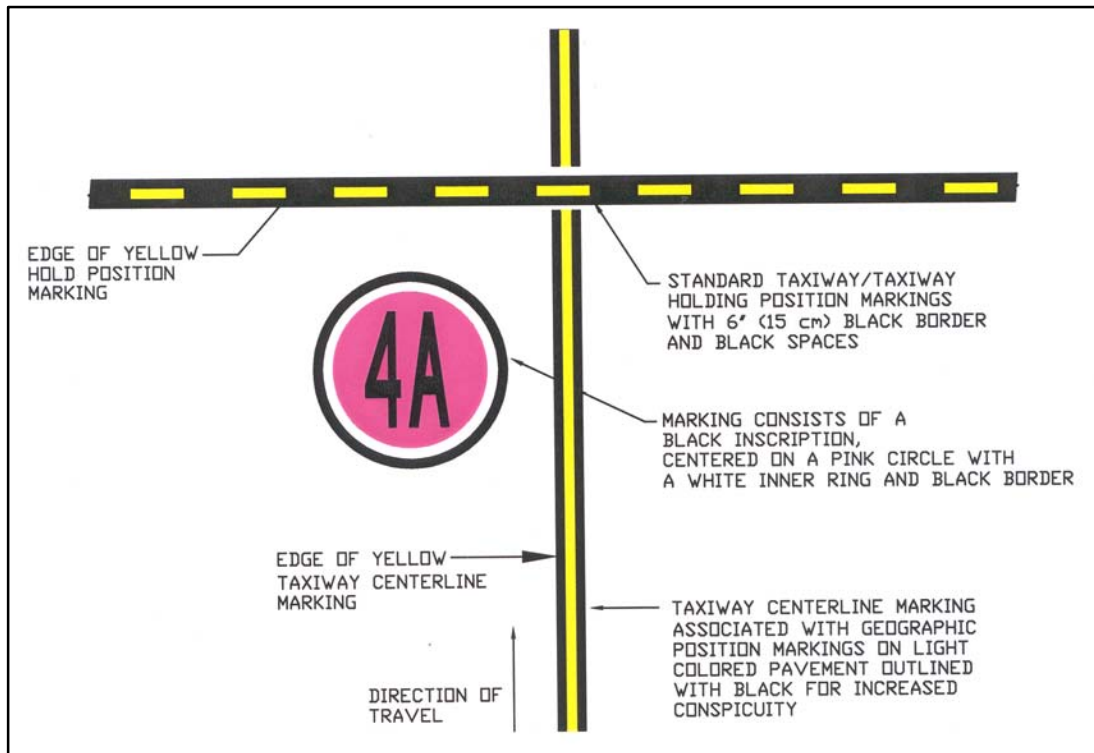 EDGE OF YELLOW
HOLD POSITION
MARKING
STANDARD TAXIWAY/TAXIWAY
HOLDING POSITION MARKINGS
WITH 6" (15 cm) BLACK BORDER
AND BLACK SPACES
4A
MARKING CONSISTS OF A
BLACK INSCRIPTION,
CENTERED ON A PINK CIRCLE WITH
A WHITE INNER RING AND BLACK BORDER
EDGE OF YELLOW
TAXIWAY CENTERLINE
MARKING
TAXIWAY CENTERLINE MARKING
ASSOCIATED WITH GEOGRAPHIC
POSITION MARKINGS ON LIGHT
COLORED PAVEMENT OUTLINED
WITH BLACK FOR INCREASED
CONSPICUITY
DIRECTION OF
TRAVEL